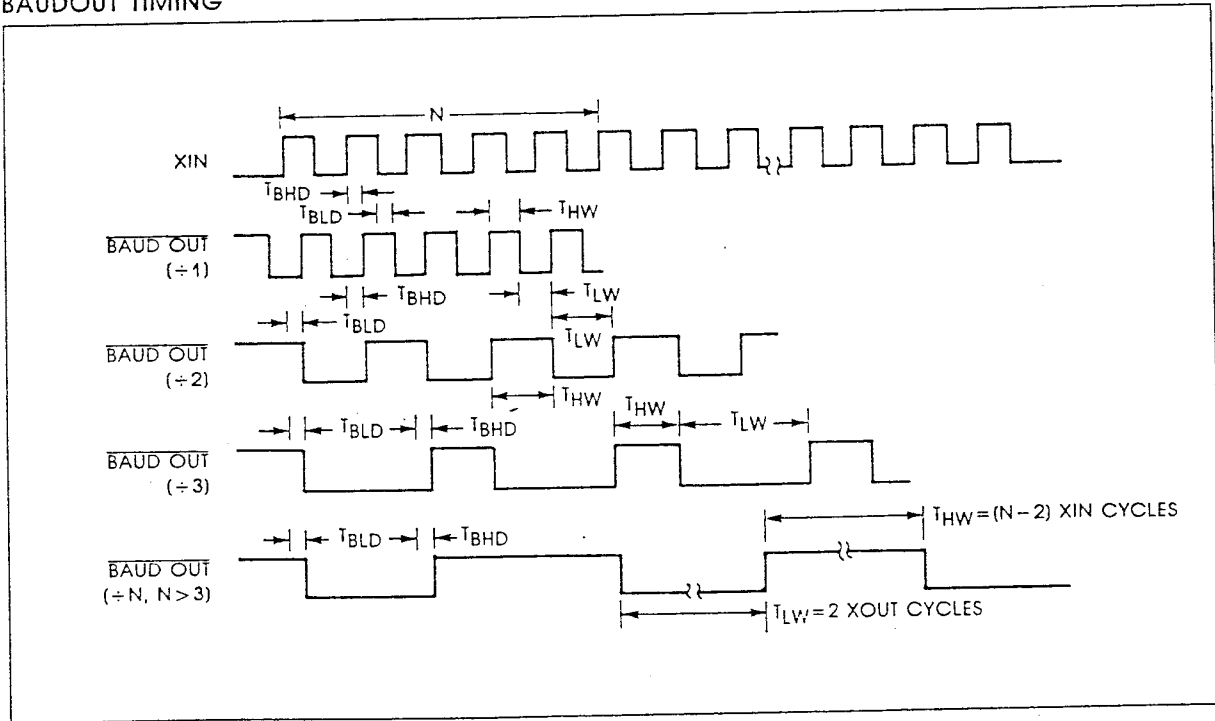 BAUDOUT TIMING
N
XIN
TBHD
TBLD
THW
BAUD OUT
(÷1)
TBHD
TLW
TBLD
TLW
BAUD OUT
(÷2)
THW
THW
TBLD
TBHD
TLW
BAUD OUT
(÷3)
THW=(N-2) XIN CYCLES
TBLD
TBHD
BAUD OUT
(÷N, N>3)
TLW=2 XOUT CYCLES